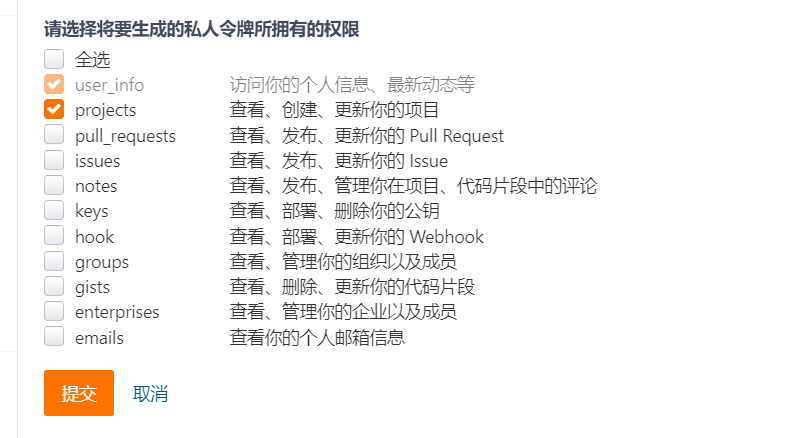 请选择将要生成的私人令牌所拥有的权限
全选
user_info 访问你的个人信息、最新动态等
projects 查看、创建、更新你的项目
pull_requests 查看、发布、更新你的 Pull Request
issues 查看、发布、更新你的 Issue
notes 查看、发布、管理你在项目、代码片段中的评论
keys 查看、部署、删除你的公钥
hook 查看、部署、更新你的 Webhook
groups 查看、管理你的组织以及成员
gists 查看、删除、更新你的代码片段
enterprises 查看、管理你的企业以及成员
emails 查看你的个人邮箱信息
提交 取消